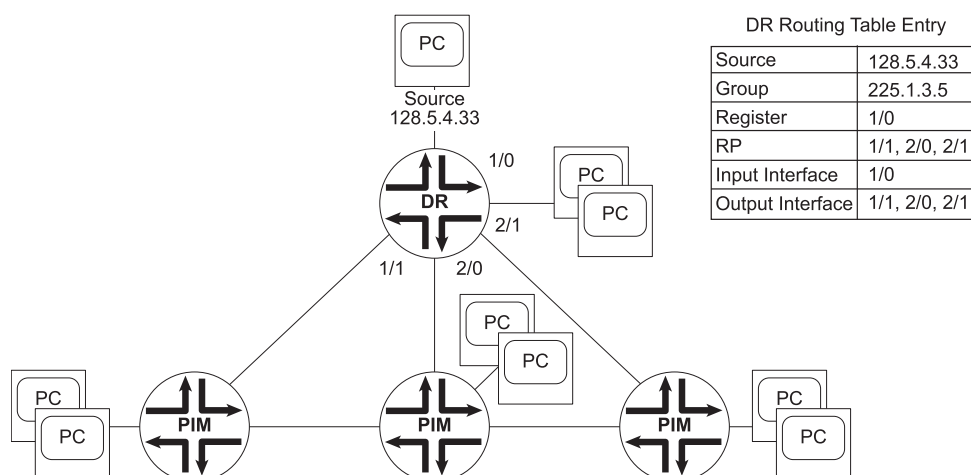 PC
Source
128.5.4.33
DR Routing Table Entry
Source 128.5.4.33
Group 225.1.3.5
Register 1/0
RP 1/1, 2/0, 2/1
Input Interface 1/0
Output Interface 1/1, 2/0, 2/1
1/0
DR
PC
PC
2/1
1/1
2/0
PC
PC
PC
PC
PIM
PIM
PIM
PC
PC